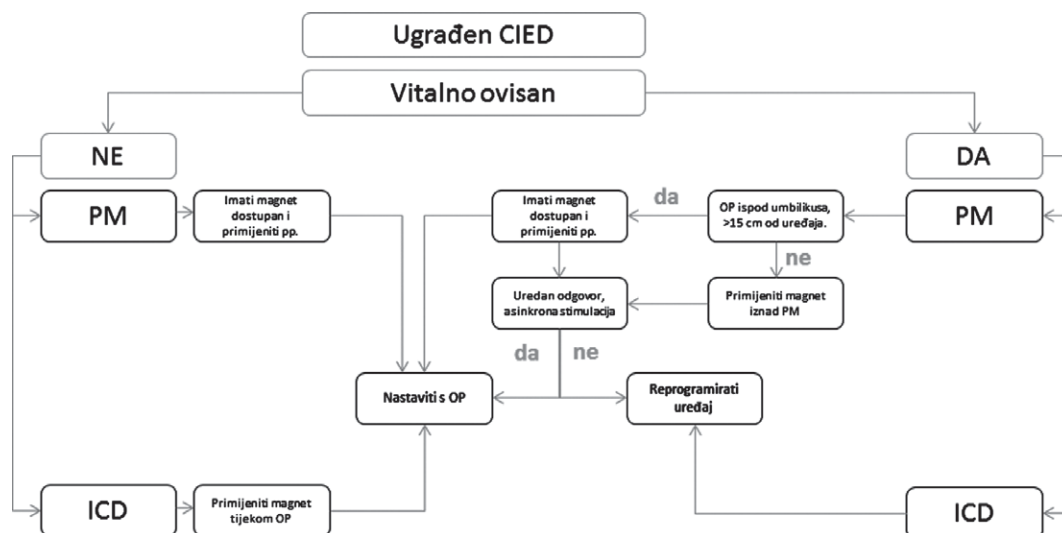 Ugrađen CIED
Vitalno ovisan
NE
DA
PM
Imati magnet
dostupan i
primijeniti pp.
da
Imati magnet
dostupan i
primijeniti pp.
OP ispod umbilikusa,
>15 cm od uređaja.
PM
ne
Uredan odgovor,
asinkrona stimulacija
Primijeniti magnet
iznad PM
da
ne
Nastaviti s OP
Reprogramirati
uređaj
ICD
Primijeniti magnet
tijekom OP
ICD